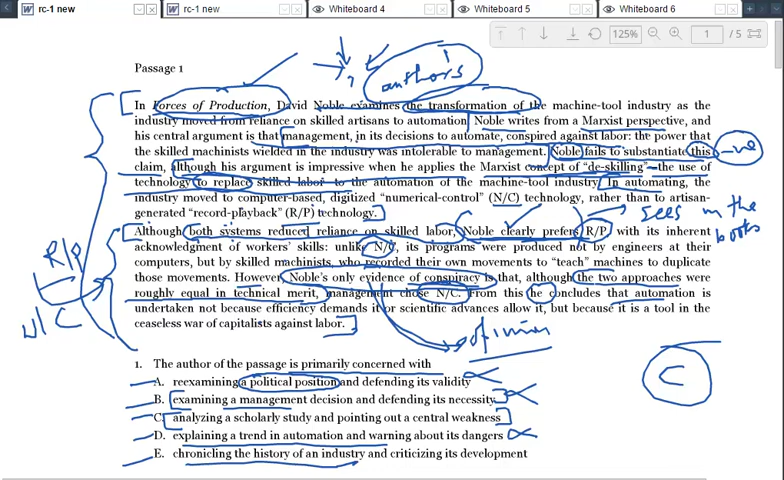 rc-1 new
rc-1 new
Whiteboard 4
Whiteboard 5
Whiteboard 6
125%
1
/ 5
Passage 1
authors
In Forces of Production, David Noble examines the transformation of the machine-tool industry as the
industry moved from reliance on skilled artisans to automation. Noble writes from a Marxist perspective, and
his central argument is that management, in its decisions to automate, conspired against labor: the power that
the skilled machinists wielded in the industry was intolerable to management. Noble fails to substantiate this
-ve
claim, although his argument is impressive when he applies the Marxist concept of “de-skilling”—the use of
technology to replace skilled labor—to the automation of the machine-tool industry. In automating, the
industry moved to computer-based, digitized “numerical-control” (N/C) technology, rather than to artisan-
generated “record-playback” (R/P) technology.
Although both systems reduced reliance on skilled labor, Noble clearly prefers R/P, with its inherent
sees in the books
acknowledgment of workers’ skills: unlike N/C, its programs were produced not by engineers at their
computers, but by skilled machinists, who recorded their own movements to “teach” machines to duplicate
those movements. However, Noble’s only evidence of conspiracy is that, although the two approaches were
roughly equal in technical merit, management chose N/C. From this he concludes that automation is
undertaken not because efficiency demands it or scientific advances allow it, but because it is a tool in the
ceaseless war of capitalists against labor.
R/P
N/C
opinion
1. The author of the passage is primarily concerned with
A. reexamining a political position and defending its validity
B. examining a management decision and defending its necessity
C. analyzing a scholarly study and pointing out a central weakness
D. explaining a trend in automation and warning about its dangers
E. chronicling the history of an industry and criticizing its development
C